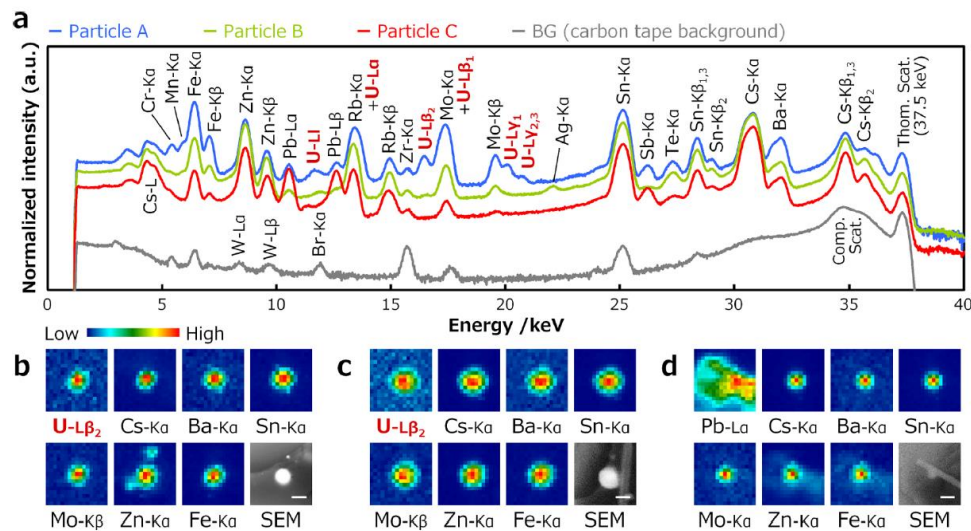 a
Particle A
Particle B
Particle C
BG (carbon tape background)
Normalized intensity (a.u.)
Cr-Kα
Mn-Kα
Fe-Kα
Fe-Kβ
Zn-Kα
Zn-Kβ
Pb-Lα
U-Ll
Pb-Lβ
Rb-Kα
+U-Lα
Rb-Kβ
Zr-Kα
U-Lβ2
Mo-Kα
+U-Lβ1
Mo-Kβ
U-Lγ1
U-Lγ2,3
Ag-Kα
Sn-Kα
Sb-Kα
Te-Kα
Sn-Kβ1,3
Sn-Kβ2
Cs-Kα
Ba-Kα
Cs-Kβ1,3
Cs-Kβ2
Thom. Scat.
(37.5 keV)
Cs-L
W-Lα
W-Lβ
Br-Kα
Comp.
Scat.
0 5 10 15 20 25 30 35 40
Energy /keV
Low High
b
U-Lβ2 Cs-Kα Ba-Kα Sn-Kα
Mo-Kβ Zn-Kα Fe-Kα SEM
c
U-Lβ2 Cs-Kα Ba-Kα Sn-Kα
Mo-Kα Zn-Kα Fe-Kα SEM
d
Pb-Lα Cs-Kα Ba-Kα Sn-Kα
Mo-Kα Zn-Kα Fe-Kα SEM